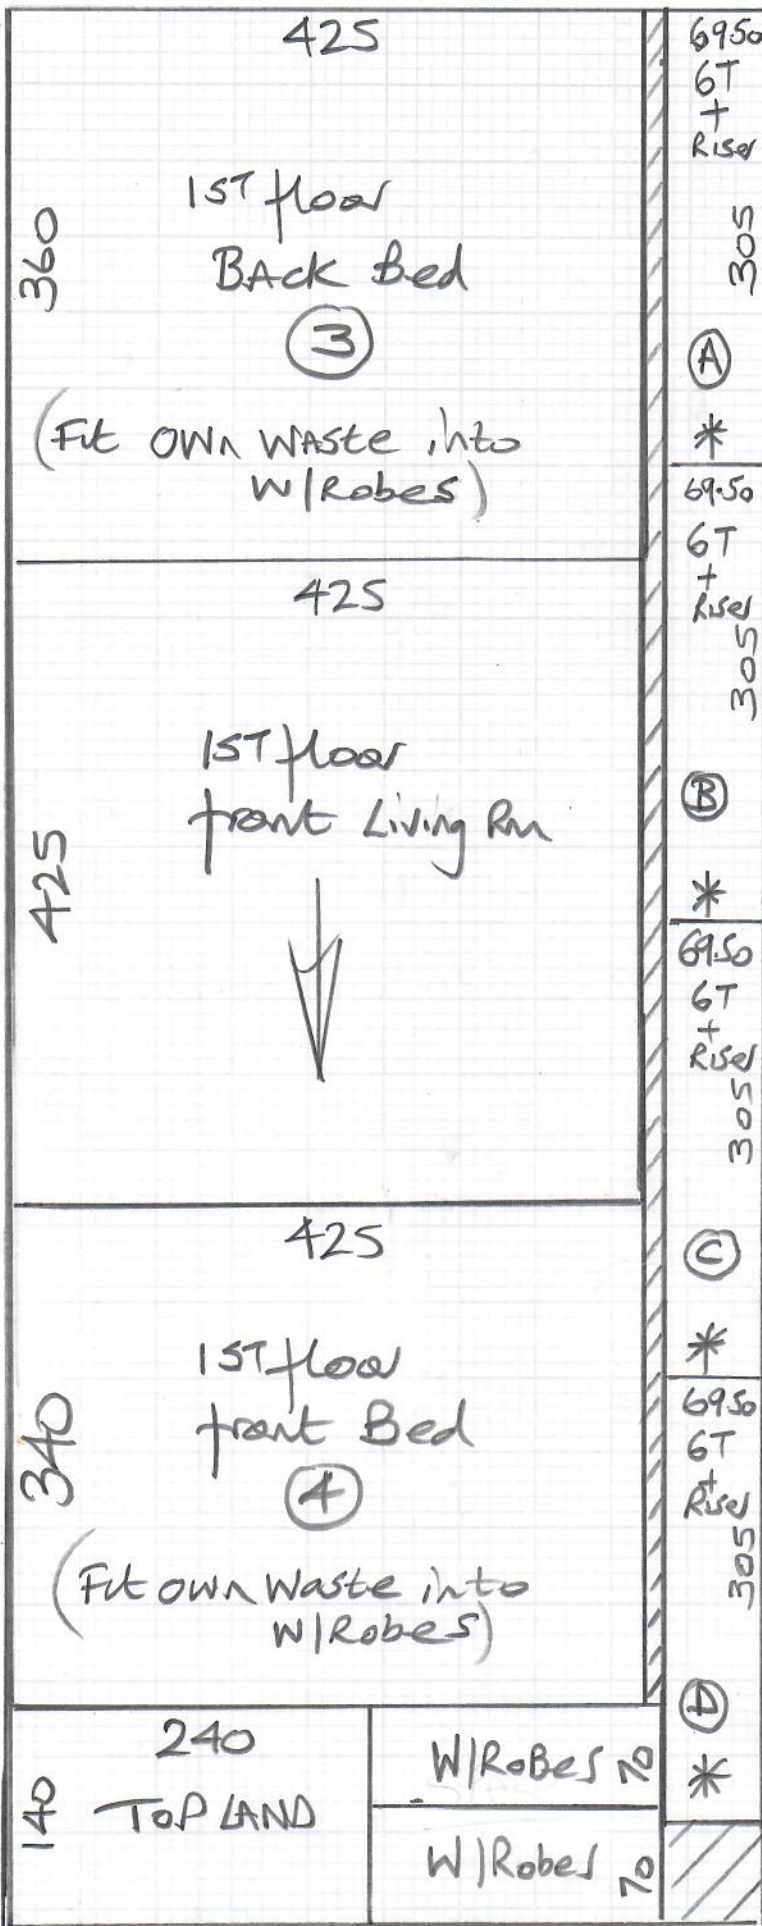 425
360
1ST floor
BACK Bed
3
(Fit OWN WASTE into
W/Robes)
425
425
1ST floor
front Living Rm
425
340
1ST floor
front Bed
4
(Fit own Waste into
W/Robes)
240
140
TOP LAND
W/RoBes 70
W/Robes 70
69.50
6T
+
Riser
305
A
*
69.50
6T
+
Riser
305
B
*
69.50
6T
+
Riser
305
C
*
69.50
6T
+
Riser
305
D
*